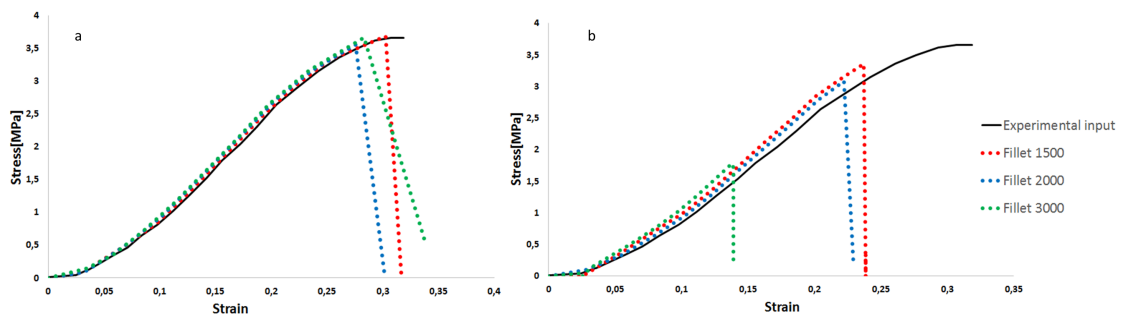 a
4
3,5
3
2,5
2
1,5
1
0,5
0
Stress[MPa]
0 0,05 0,1 0,15 0,2 0,25 0,3 0,35 0,4
Strain
b
4
3,5
3
2,5
2
1,5
1
0,5
0
Stress[MPa]
0 0,05 0,1 0,15 0,2 0,25 0,3 0,35
Strain
Experimental input
Fillet 1500
Fillet 2000
Fillet 3000